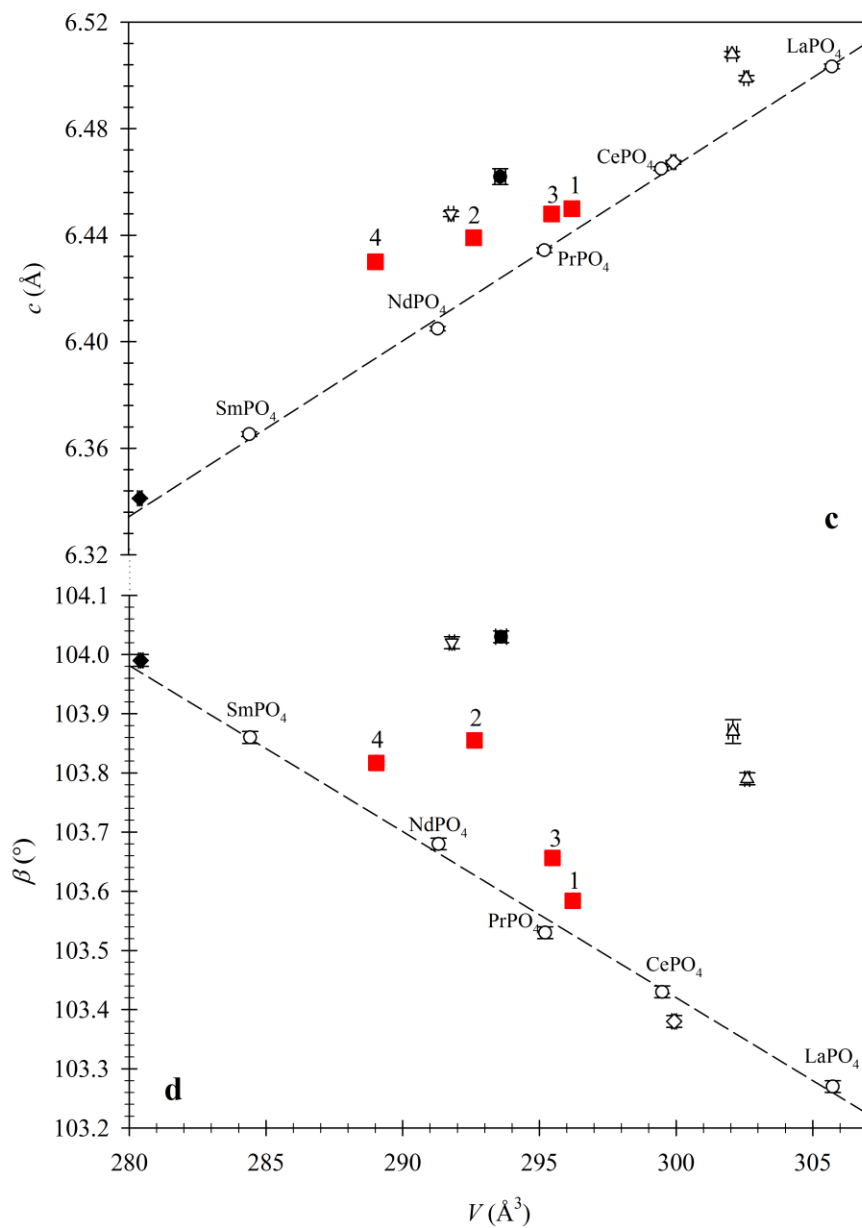 6.52
6.48
6.44
6.40
6.36
6.32
c (Å)
LaPO₄
CePO₄
3
1
2
4
PrPO₄
NdPO₄
SmPO₄
c
104.1
104.0
103.9
103.8
103.7
103.6
103.5
103.4
103.3
103.2
β (°)
SmPO₄
2
4
NdPO₄
3
1
PrPO₄
CePO₄
LaPO₄
d
280 285 290 295 300 305
V (Å³)